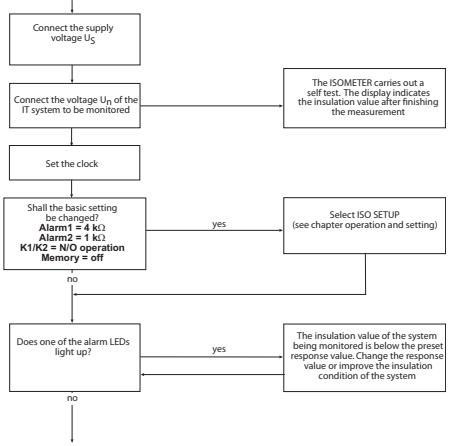 Connect the supply
voltage US
Connect the voltage Un of the
IT system to be monitored
The ISOMETER carries out a
self test. The display indicates
the insulation value after finishing
the measurement
Set the clock
Shall the basic setting
be changed?
Alarm1 = 4 kΩ
Alarm2 = 1 kΩ
K1/K2 = N/O operation
Memory = off
yes
Select ISO SETUP
(see chapter operation and setting)
no
Does one of the alarm LEDs
light up?
yes
The insulation value of the system
being monitored is below the preset
response value. Change the response
value or improve the insulation
condition of the system
no